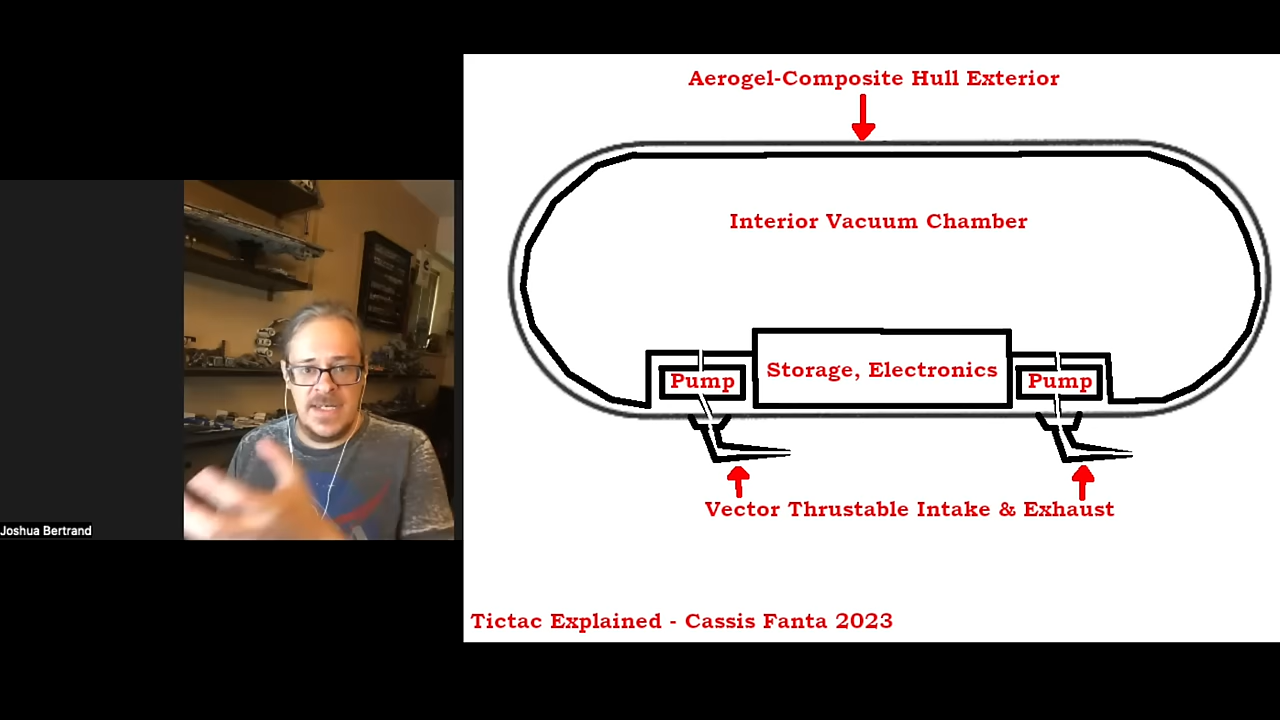 Aerogel-Composite Hull Exterior
Interior Vacuum Chamber
Storage, Electronics
Pump
Pump
Vector Thrustable Intake & Exhaust
Joshua Bertrand
Tictac Explained - Cassis Fanta 2023